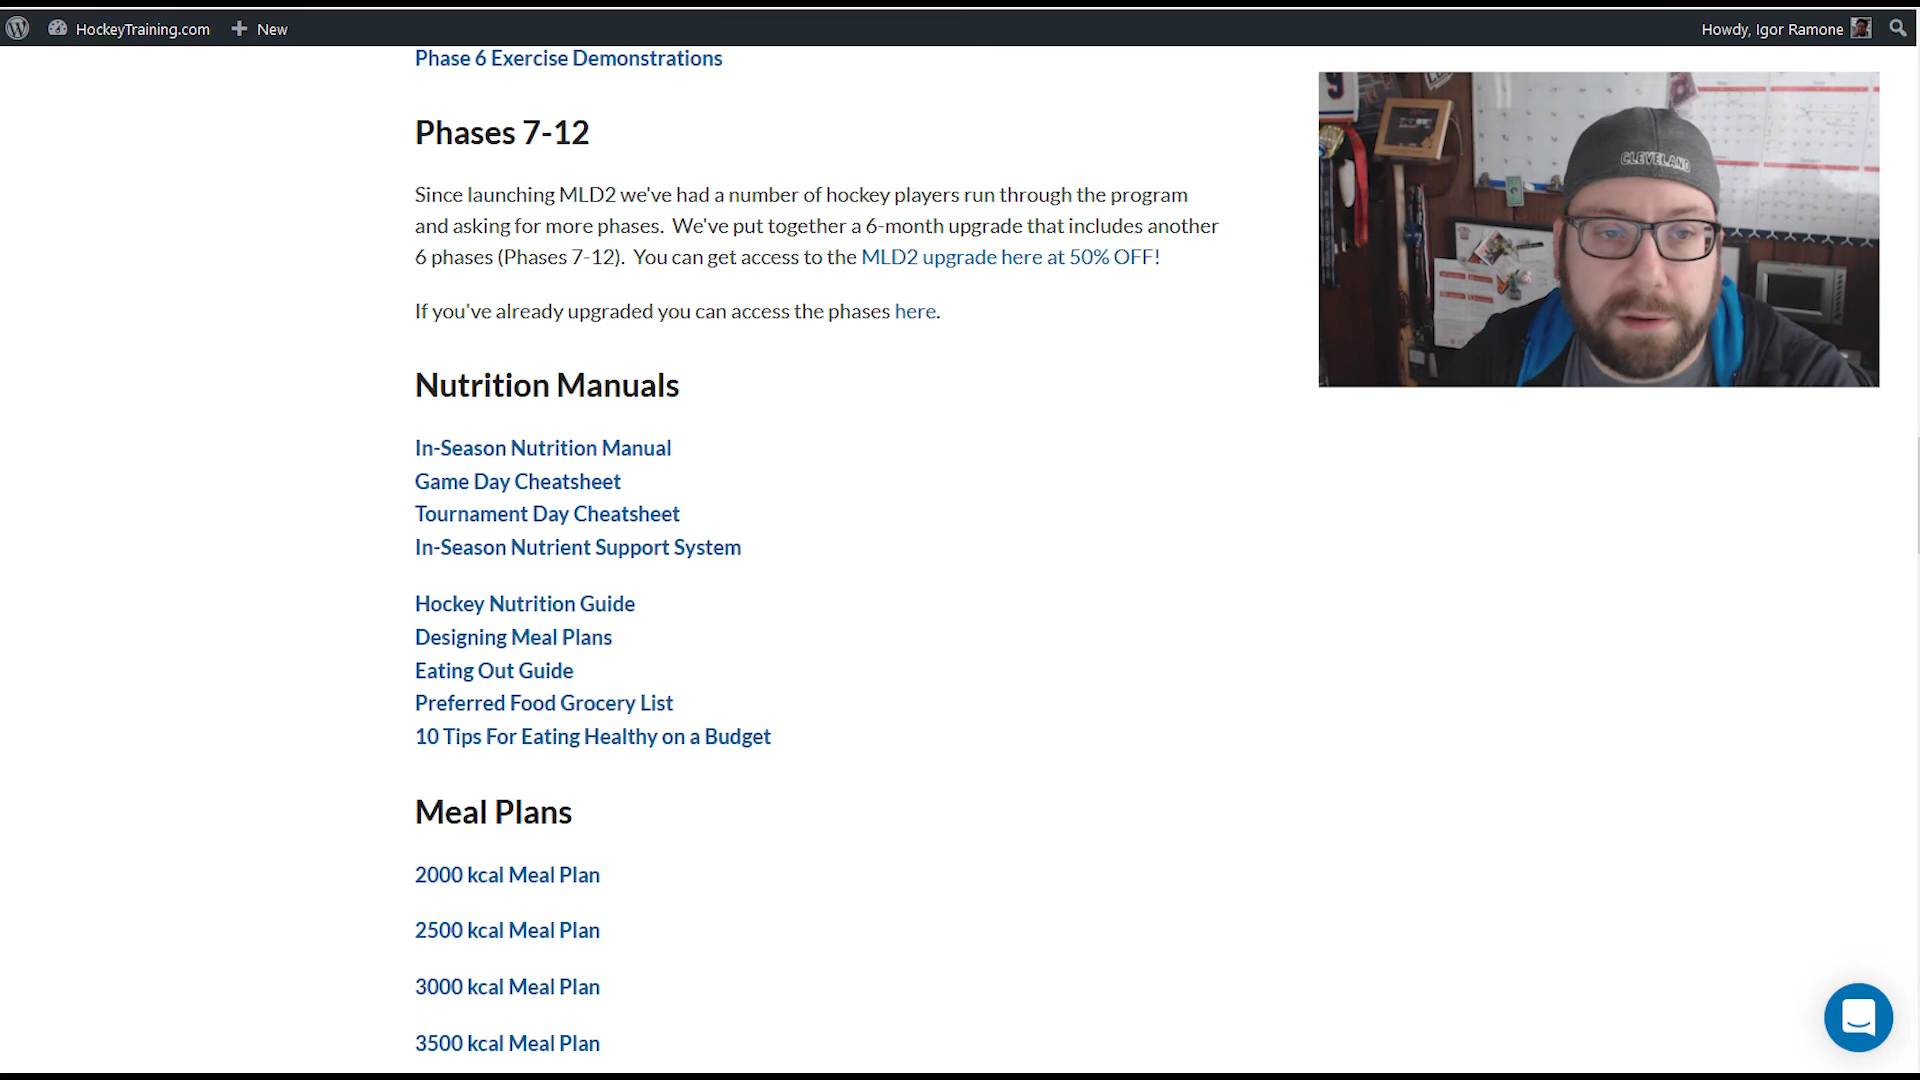 HockeyTraining.com
New
Howdy, Igor Ramone
Phase 6 Exercise Demonstrations
Phases 7-12
Since launching MLD2 we've had a number of hockey players run through the program
and asking for more phases.  We've put together a 6-month upgrade that includes another
6 phases (Phases 7-12).  You can get access to the MLD2 upgrade here at 50% OFF!
If you've already upgraded you can access the phases here.
CLEVELAND
Nutrition Manuals
In-Season Nutrition Manual
Game Day Cheatsheet
Tournament Day Cheatsheet
In-Season Nutrient Support System
Hockey Nutrition Guide
Designing Meal Plans
Eating Out Guide
Preferred Food Grocery List
10 Tips For Eating Healthy on a Budget
Meal Plans
2000 kcal Meal Plan
2500 kcal Meal Plan
3000 kcal Meal Plan
3500 kcal Meal Plan